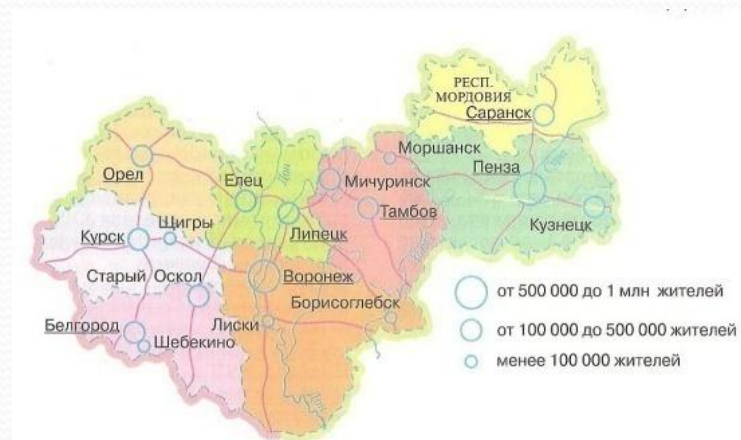 РЕСП.
МОРДОВИЯ
Саранск
Моршанск
Пенза
Орел
Елец
Дон
Мичуринск
Тамбов
Кузнецк
Щигры
Курск
Липецк
Старый Оскол
Воронеж
от 500 000 до 1 млн жителей
Борисоглебск
Белгород
Лиски
от 100 000 до 500 000 жителей
Шебекино
менее 100 000 жителей
Дон